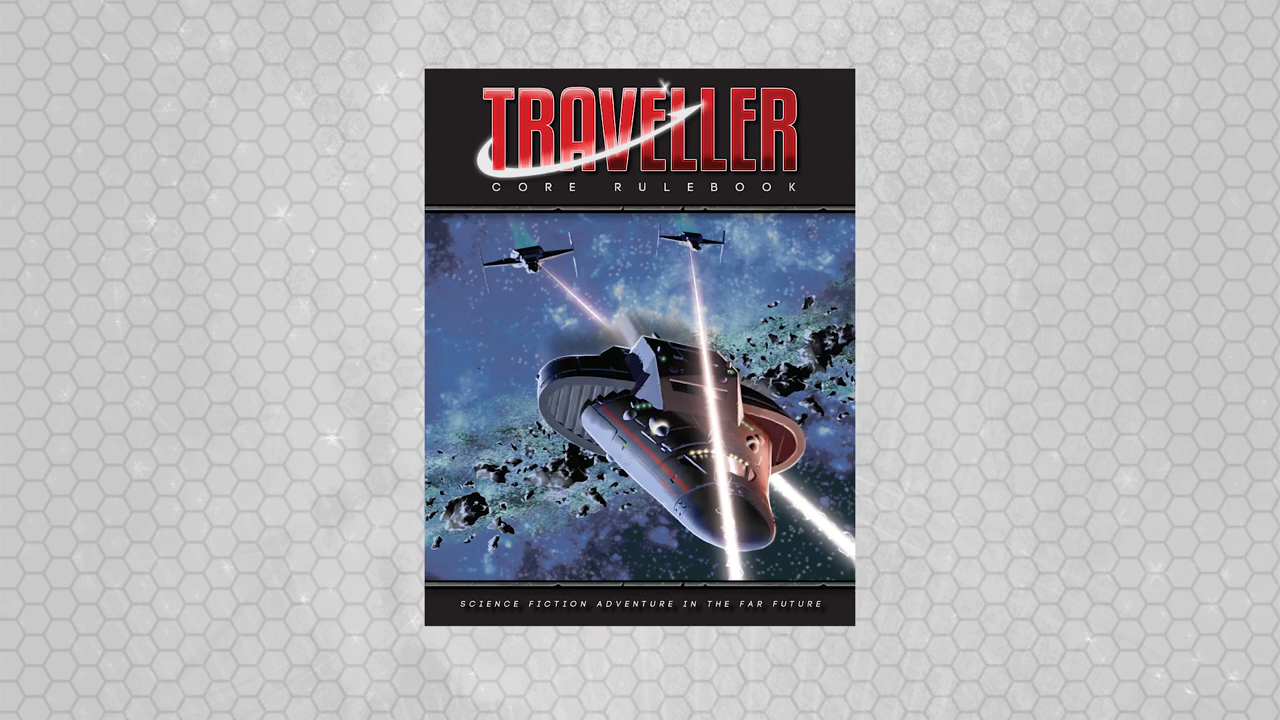 TRAVELLER
CORE RULEBOOK
SCIENCE FICTION ADVENTURE IN THE FAR FUTURE